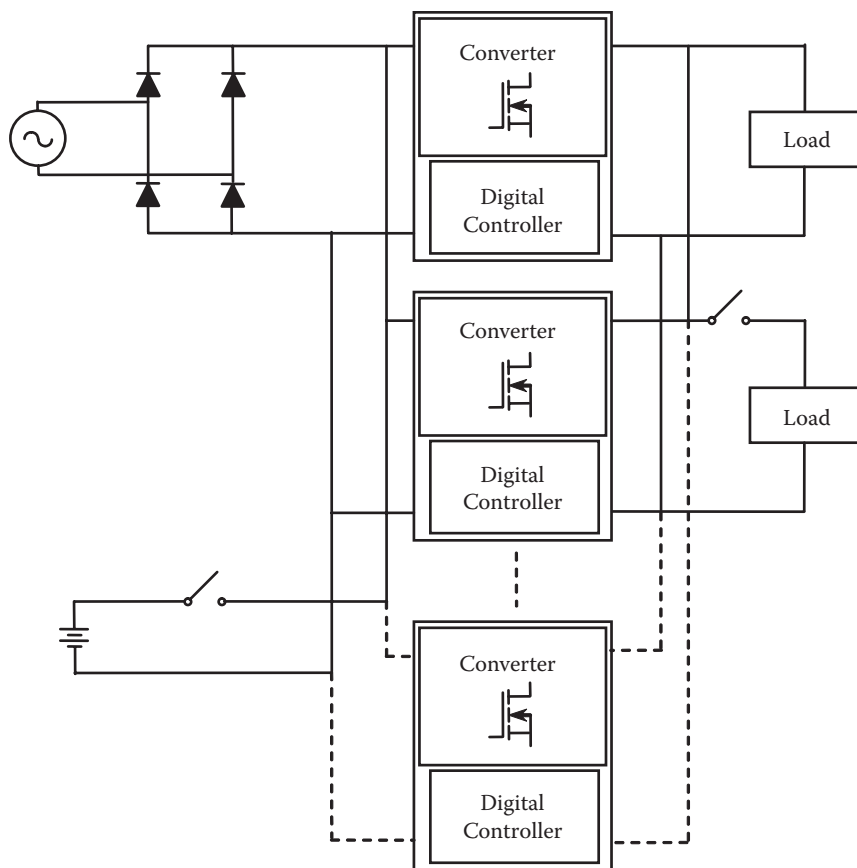 Converter
Digital
Controller
Load
Converter
Digital
Controller
Load
Converter
Digital
Controller